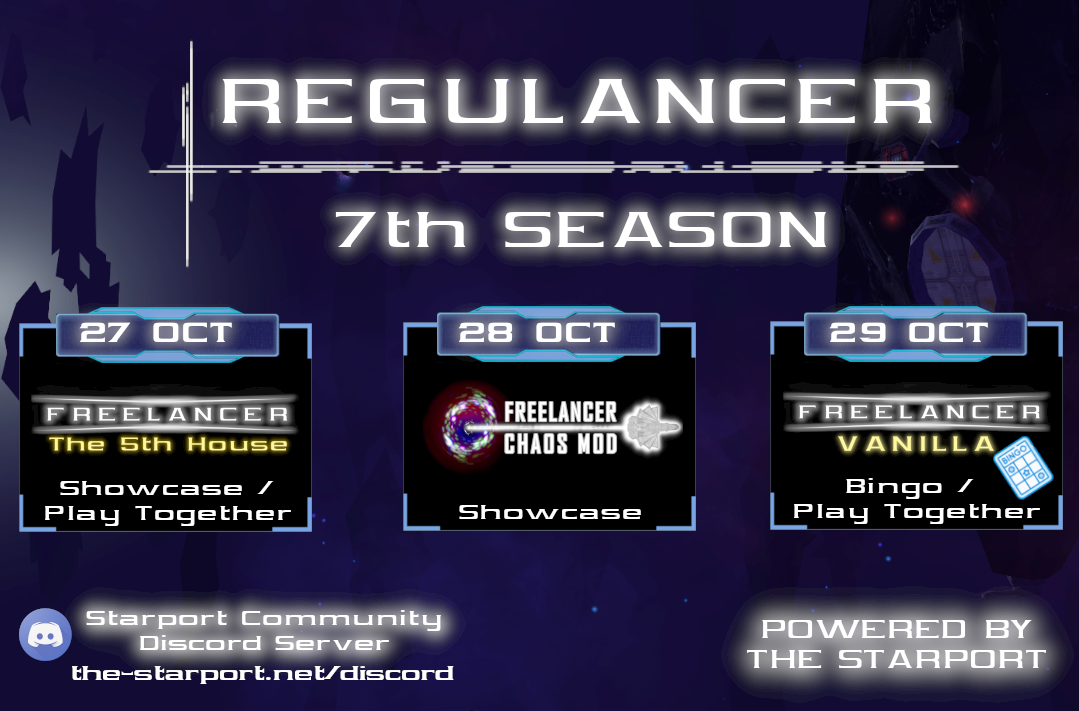 REGULANCER
7th SEASON
27 OCT
FREELANCER
The 5th House
Showcase /
Play Together
28 OCT
FREELANCER
CHAOS MOD
Showcase
29 OCT
FREELANCER
VANILLA
BINGO
Bingo /
Play Together
Starport Community
Discord Server
the-starport.net/discord
POWERED BY
THE STARPORT